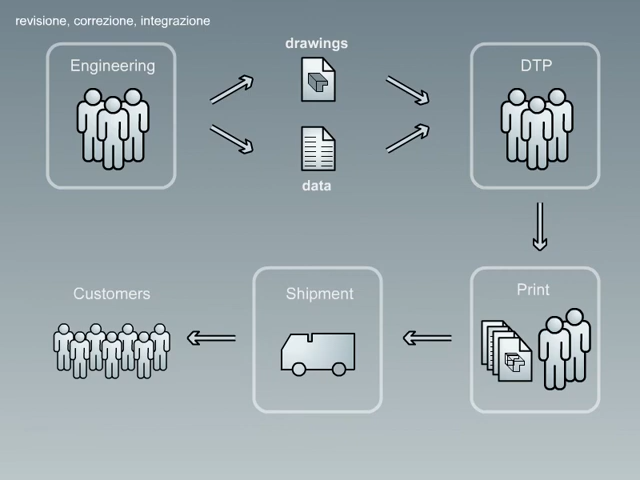 revisione, correzione, integrazione
drawings
Engineering
DTP
data
Customers
Shipment
Print